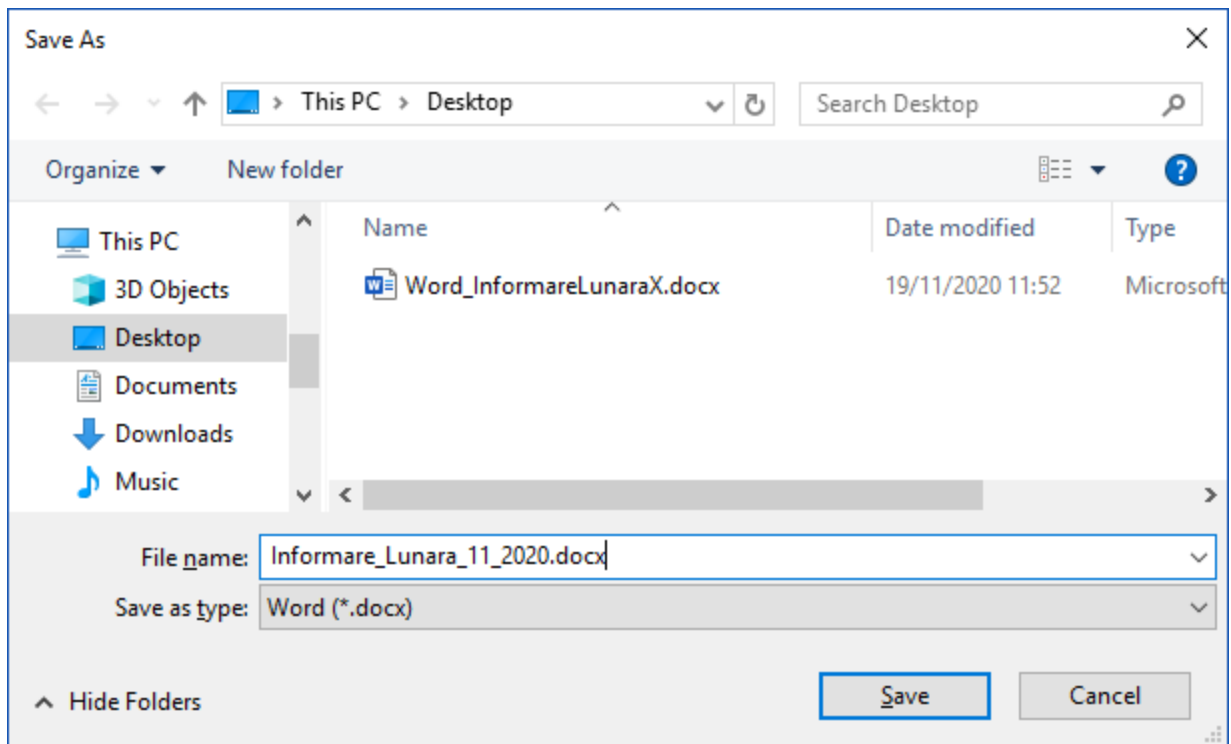 Save As
This PC > Desktop
Search Desktop
Organize
New folder
Name
Date modified
Type
This PC
3D Objects
Desktop
Documents
Downloads
Music
Word_InformareLunaraX.docx
19/11/2020 11:52
Microsoft
File name: Informare_Lunara_11_2020.docx
Save as type: Word (*.docx)
Hide Folders
Save
Cancel